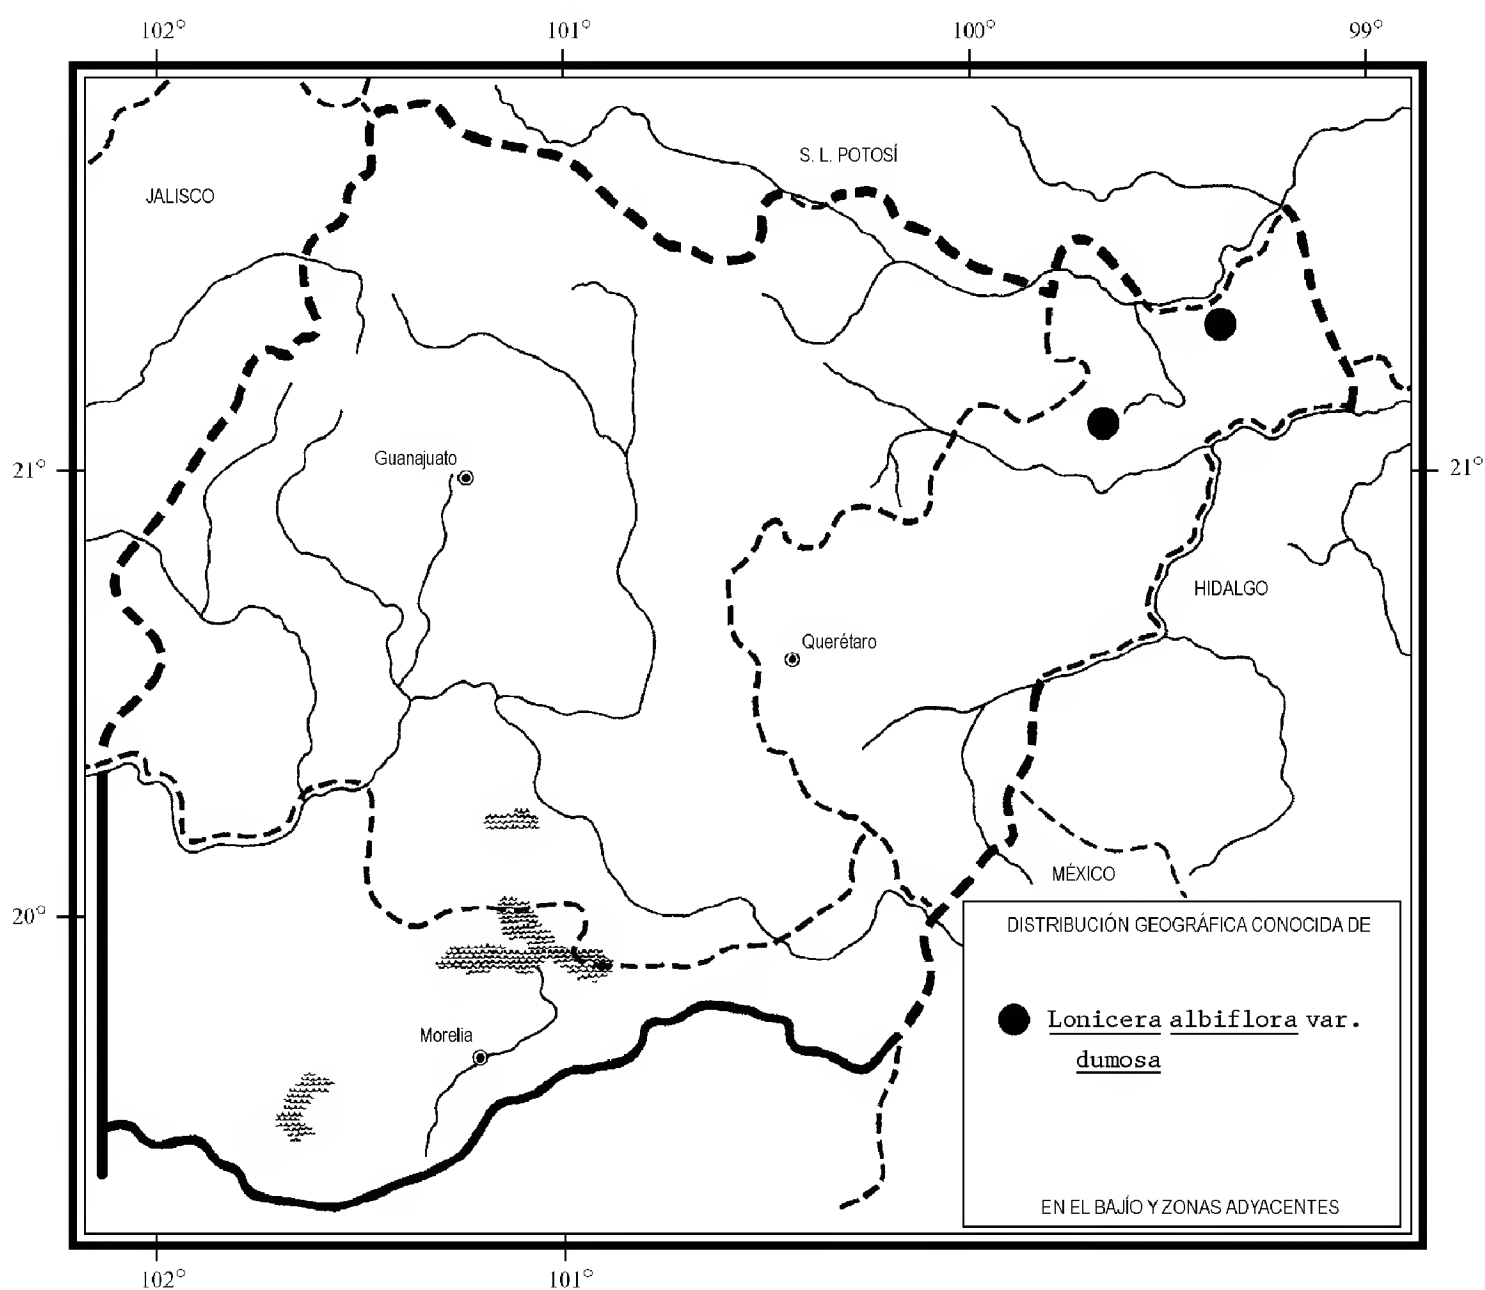 102° 101° 100° 99°
S. L. POTOSÍ
JALISCO
Guanajuato
21° 21°
HIDALGO
Querétaro
MÉXICO
20°
DISTRIBUCIÓN GEOGRÁFICA CONOCIDA DE
Lonicera albiflora var.
dumosa
Morelia
EN EL BAJÍO Y ZONAS ADYACENTES
102° 101°